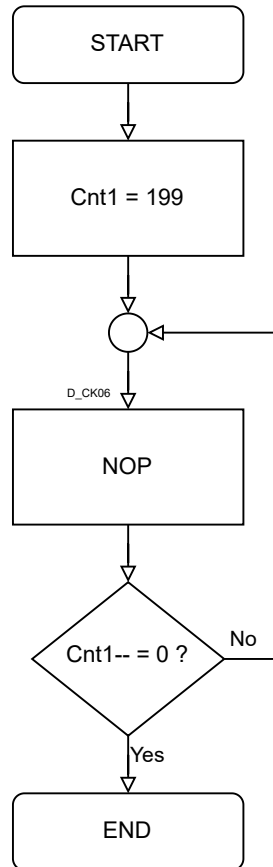 START
Cnt1 = 199
D_CK06
NOP
Cnt1-- = 0 ?
No
Yes
END